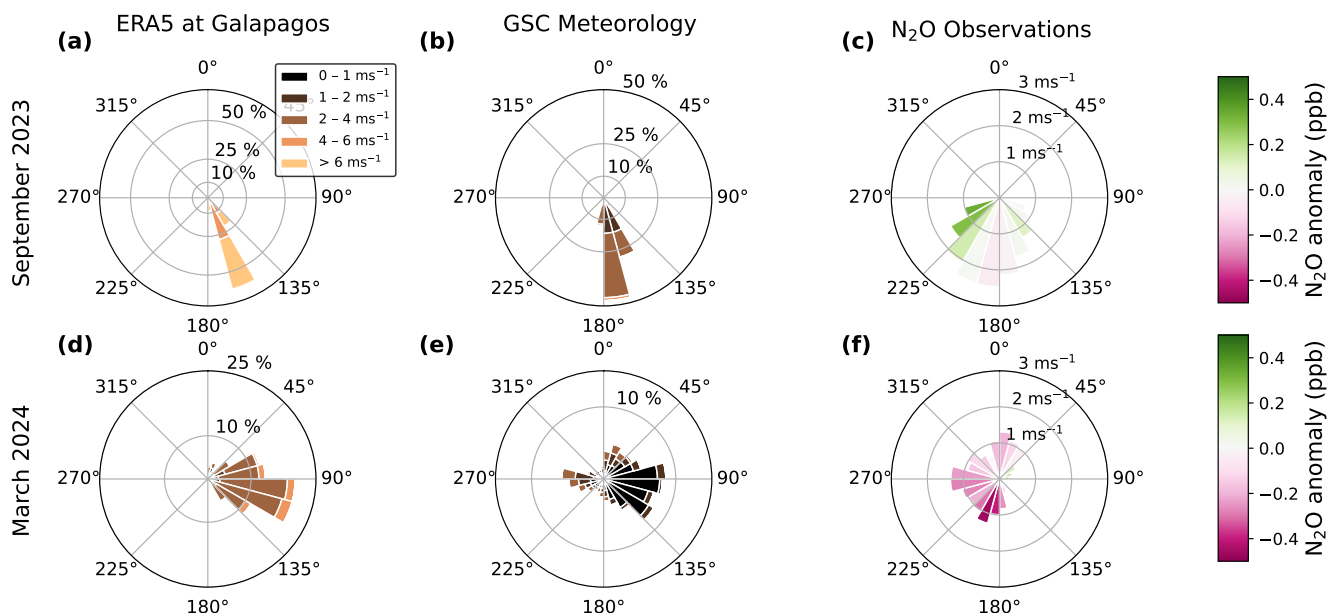 ERA5 at Galapagos
GSC Meteorology
N₂O Observations
(a)
(b)
(c)
September 2023
0°
45°
90°
135°
180°
225°
270°
315°
10 %
25 %
50 %
0 – 1 ms⁻¹
1 – 2 ms⁻¹
2 – 4 ms⁻¹
4 – 6 ms⁻¹
> 6 ms⁻¹
0°
45°
90°
135°
180°
225°
270°
315°
10 %
25 %
50 %
0°
45°
90°
135°
180°
225°
270°
315°
1 ms⁻¹
2 ms⁻¹
3 ms⁻¹
0.4
0.2
0.0
−0.2
−0.4
N₂O anomaly (ppb)
(d)
(e)
(f)
March 2024
0°
45°
90°
135°
180°
225°
270°
315°
10 %
25 %
0°
45°
90°
135°
180°
225°
270°
315°
10 %
0°
45°
90°
135°
180°
225°
270°
315°
1 ms⁻¹
2 ms⁻¹
3 ms⁻¹
0.4
0.2
0.0
−0.2
−0.4
N₂O anomaly (ppb)